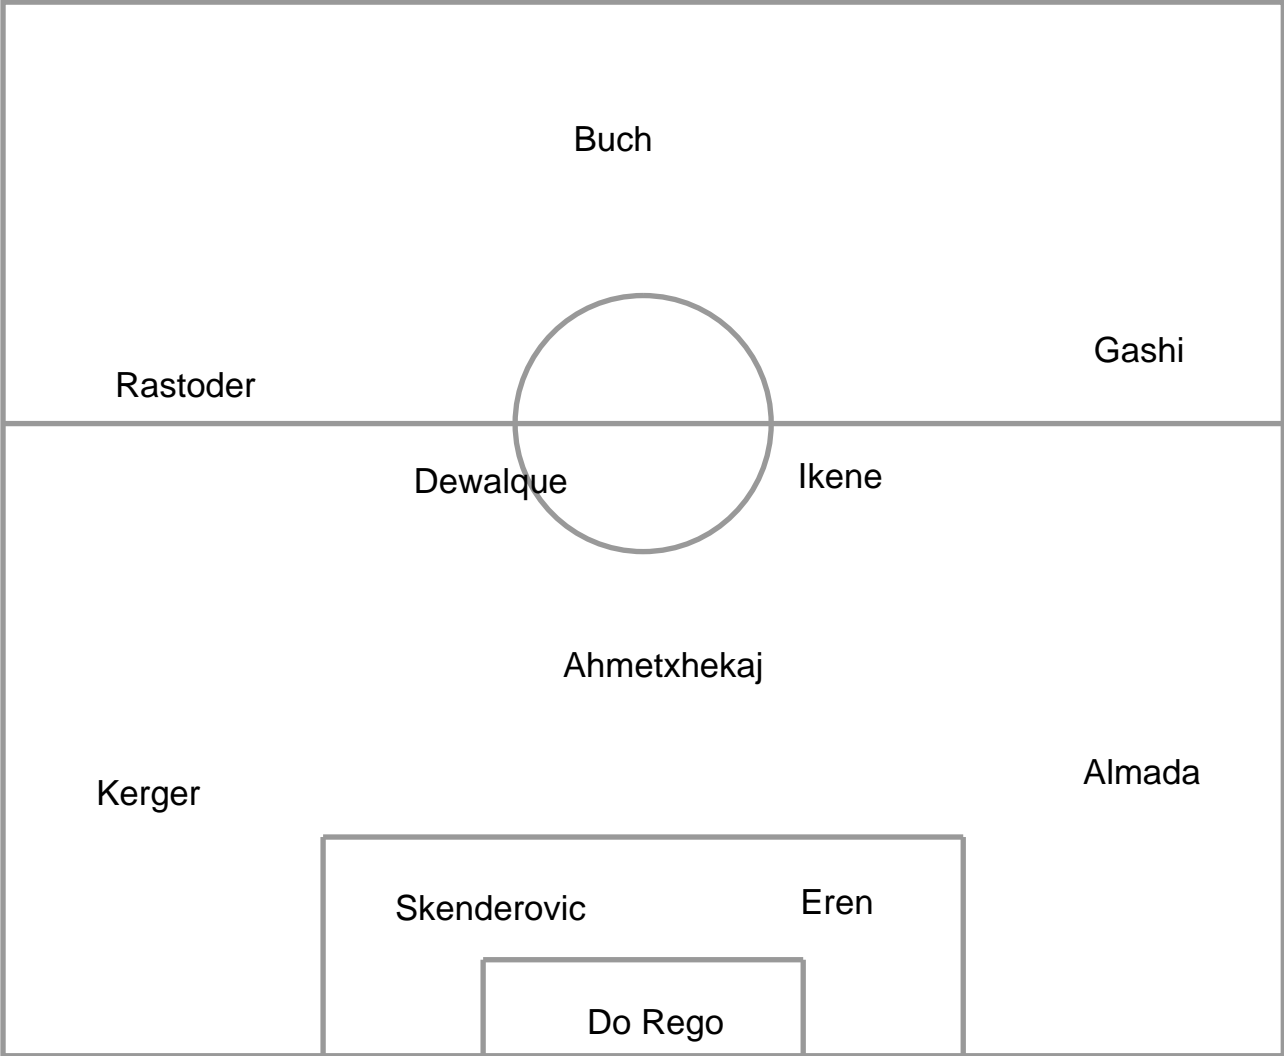 Buch
Gashi
Rastoder
Ikene
Dewalque
Ahmetxhekaj
Almada
Kerger
Eren
Skenderovic
Do Rego